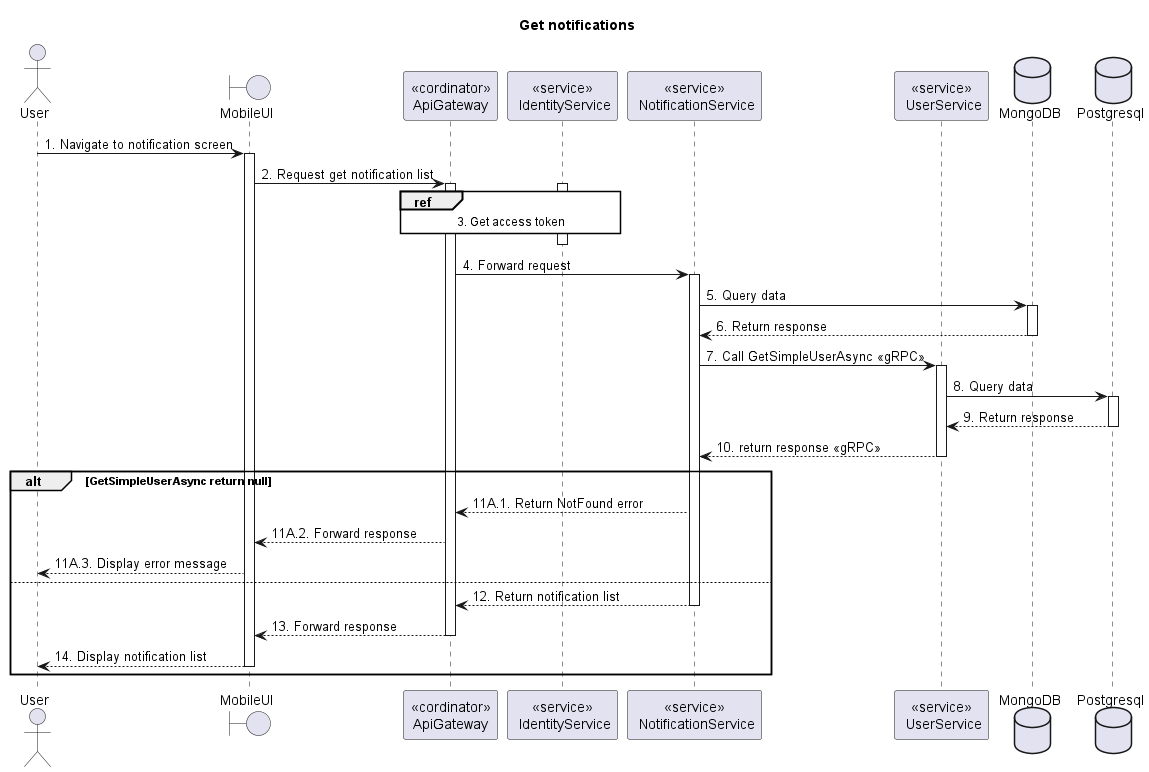 Get notifications
User
MobileUI
«cordinator»
ApiGateway
«service»
IdentityService
«service»
NotificationService
«service»
UserService
MongoDB
Postgresql
1. Navigate to notification screen
2. Request get notification list
ref
3. Get access token
4. Forward request
5. Query data
6. Return response
7. Call GetSimpleUserAsync «gRPC»
8. Query data
9. Return response
10. return response «gRPC»
alt [GetSimpleUserAsync return null]
11A.1. Return NotFound error
11A.2. Forward response
11A.3. Display error message
12. Return notification list
13. Forward response
14. Display notification list
User
MobileUI
«cordinator»
ApiGateway
«service»
IdentityService
«service»
NotificationService
«service»
UserService
MongoDB
Postgresql